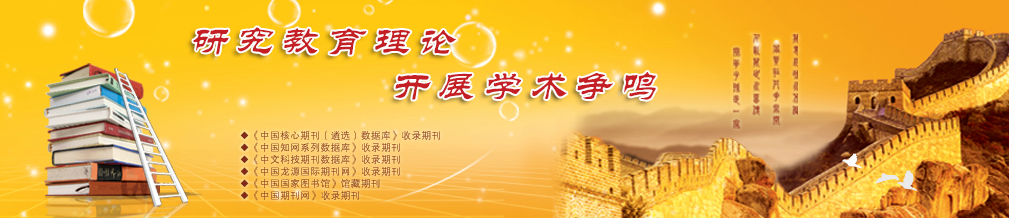 研究教育理论
开展学术争鸣
◆《中国核心期刊（遴选）数据库》收录期刊
◆《中国知网系列数据库》收录期刊
◆《中文科技期刊数据库》收录期刊
◆《中国龙源国际期刊网》收录期刊
◆《中国国家图书馆》馆藏期刊
◆《中国期刊网》收录期刊